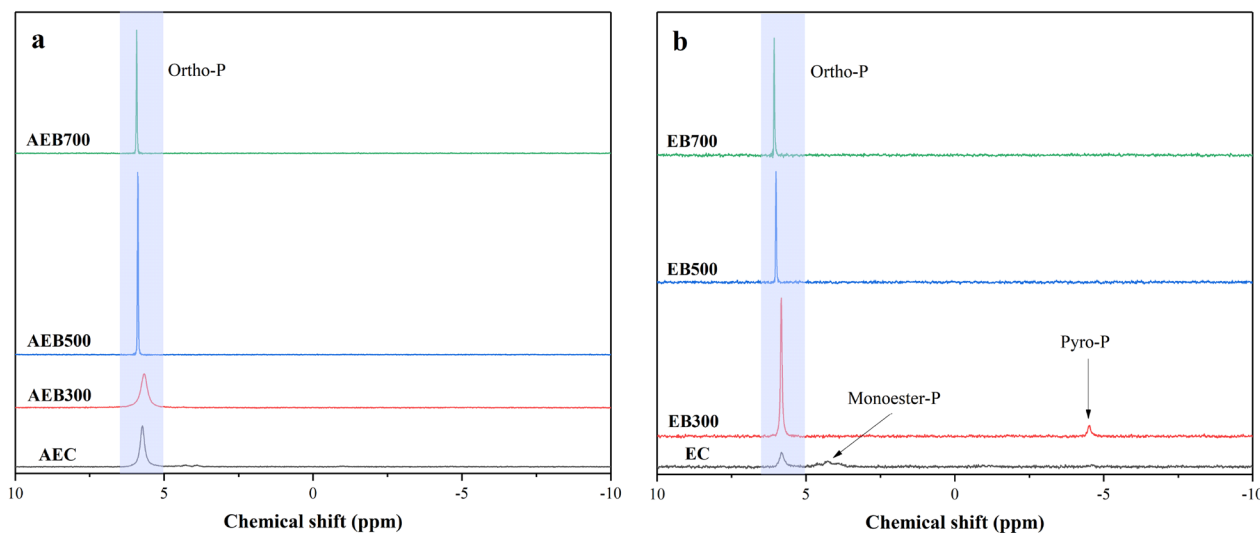 a
Ortho-P
AEB700
AEB500
AEB300
AEC
10
5
0
-5
-10
Chemical shift (ppm)
b
Ortho-P
EB700
EB500
Pyro-P
Monoester-P
EB300
EC
10
5
0
-5
-10
Chemical shift (ppm)